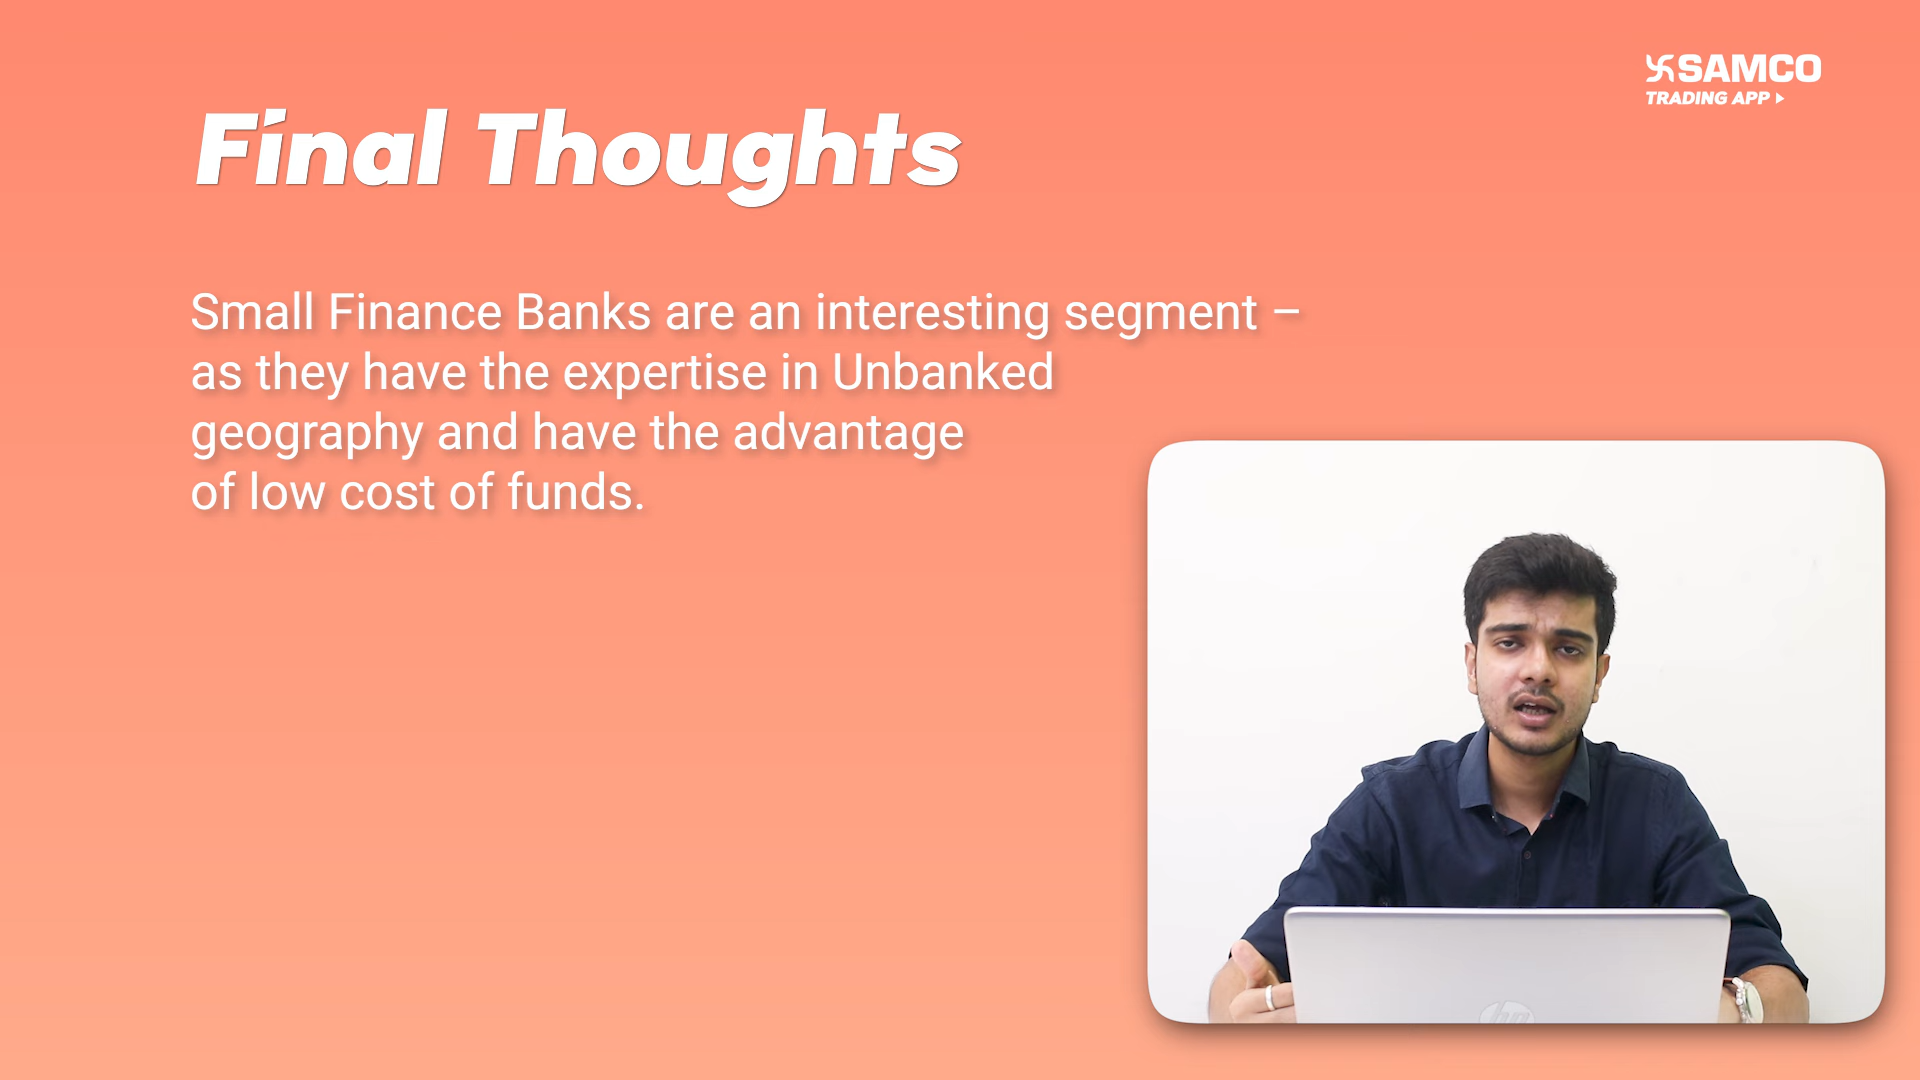 SAMCO
TRADING APP
Final Thoughts
Small Finance Banks are an interesting segment –
as they have the expertise in Unbanked
geography and have the advantage
of low cost of funds.
hp